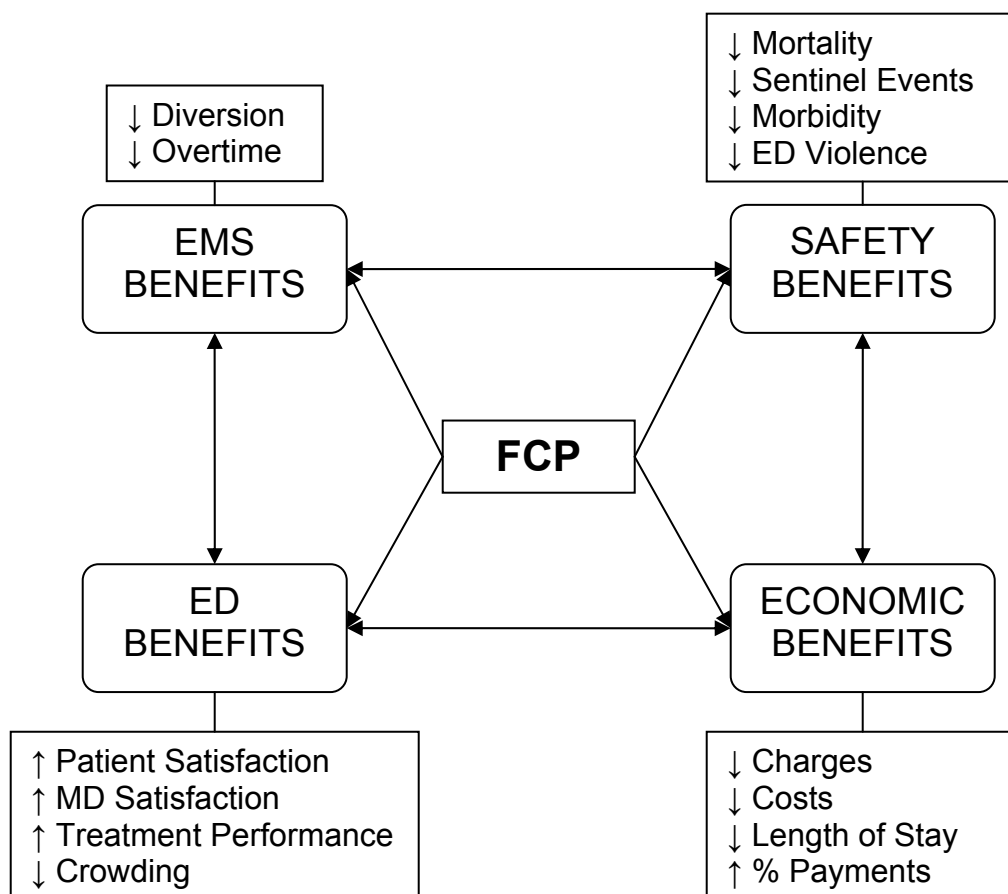 ↓ Diversion
↓ Overtime
EMS
BENEFITS
↓ Mortality
↓ Sentinel Events
↓ Morbidity
↓ ED Violence
SAFETY
BENEFITS
FCP
ED
BENEFITS
↑ Patient Satisfaction
↑ MD Satisfaction
↑ Treatment Performance
↓ Crowding
ECONOMIC
BENEFITS
↓ Charges
↓ Costs
↓ Length of Stay
↑ % Payments